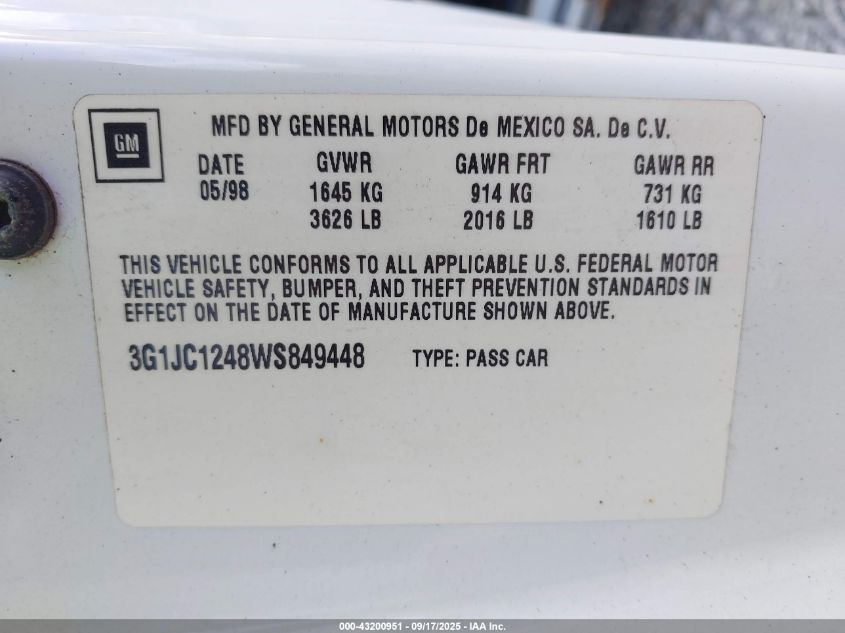 GM
MFD BY GENERAL MOTORS De MEXICO SA. De C.V.
DATE GVWR GAWR FRT GAWR RR
05/98 1645 KG 914 KG 731 KG
3626 LB 2016 LB 1610 LB
THIS VEHICLE CONFORMS TO ALL APPLICABLE U.S. FEDERAL MOTOR
VEHICLE SAFETY, BUMPER, AND THEFT PREVENTION STANDARDS IN
EFFECT ON THE DATE OF MANUFACTURE SHOWN ABOVE.
3G1JC1248WS849448 TYPE: PASS CAR
000-43200951 - 09/17/2025 - IAA Inc.